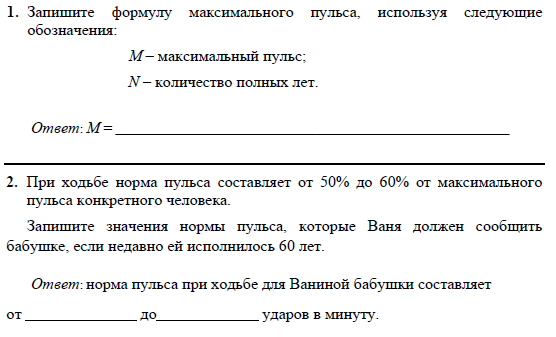 1. Запишите формулу максимального пульса, используя следующие
обозначения:
M – максимальный пульс;
N – количество полных лет.
Ответ: M = ____________________
2. При ходьбе норма пульса составляет от 50% до 60% от максимального
пульса конкретного человека.
Запишите значения нормы пульса, которые Ваня должен сообщить
бабушке, если недавно ей исполнилось 60 лет.
Ответ: норма пульса при ходьбе для Ваниной бабушки составляет
от ______________ до_____________ ударов в минуту.